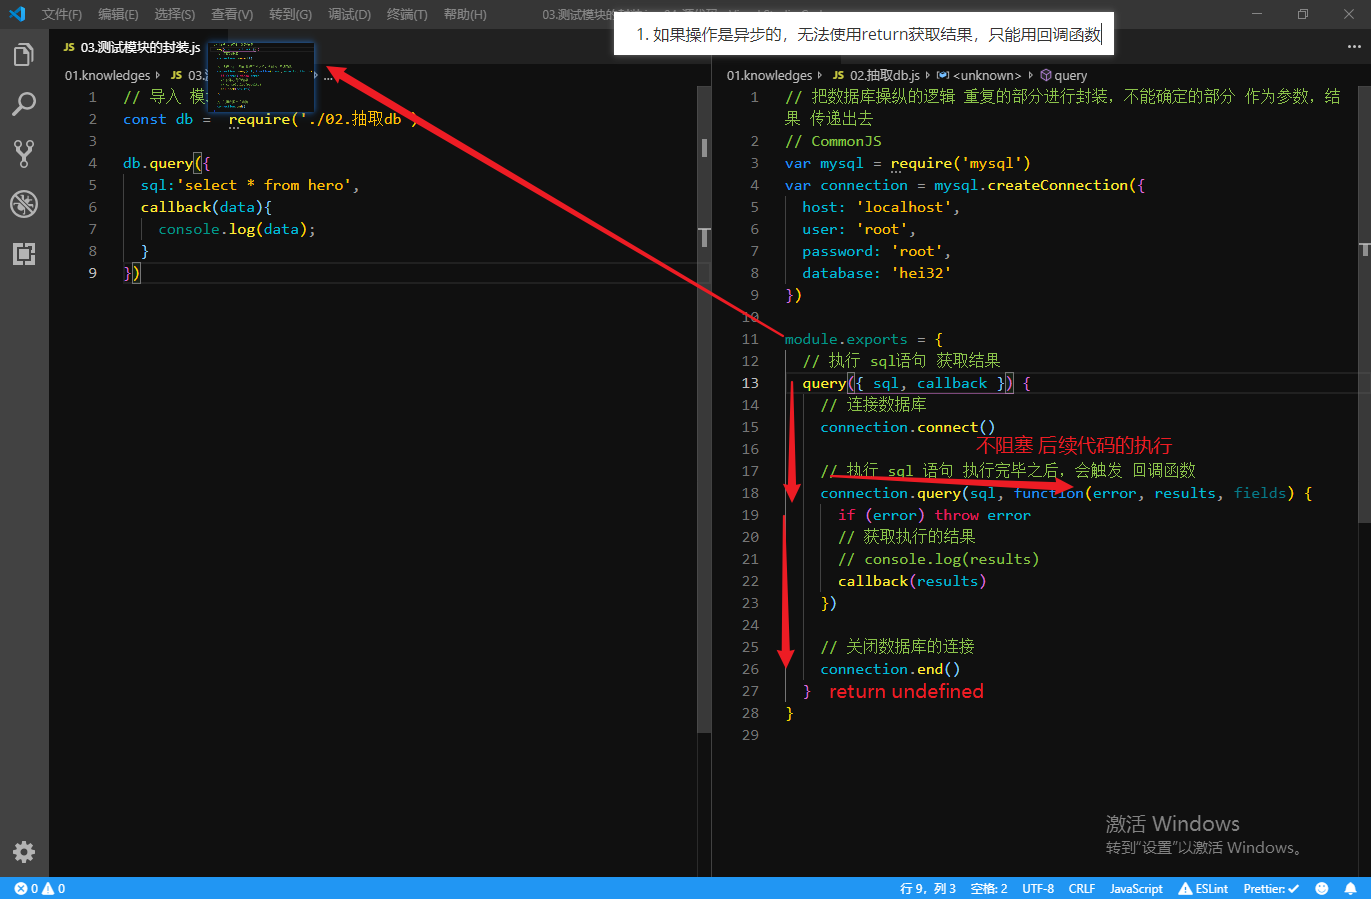 文件(F) 编辑(E) 选择(S) 查看(V) 转到(G) 调试(D) 终端(T) 帮助(H)
1. 如果操作是异步的，无法使用return获取结果，只能用回调函数
JS 03.测试模块的封装.js
01.knowledges JS 03. ...
1 // 导入 模
2 const db = require('./02.抽取db')
3
4 db.query({
5 sql:'select * from hero',
6 callback(data){
7 console.log(data);
8 }
9 })
01.knowledges JS 02.抽取db.js <unknown> query
1 // 把数据库操纵的逻辑 重复的部分进行封装，不能确定的部分 作为参数，结
果 传递出去
2 // CommonJS
3 var mysql = require('mysql')
4 var connection = mysql.createConnection({
5 host: 'localhost',
6 user: 'root',
7 password: 'root',
8 database: 'hei32'
9 })
10
11 module.exports = {
12 // 执行 sql语句 获取结果
13 query({ sql, callback }) {
14 // 连接数据库
15 connection.connect()
16 不阻塞 后续代码的执行
17 // 执行 sql 语句 执行完毕之后，会触发 回调函数
18 connection.query(sql, function(error, results, fields) {
19 if (error) throw error
20 // 获取执行的结果
21 // console.log(results)
22 callback(results)
23 })
24
25 // 关闭数据库的连接
26 connection.end()
27 } return undefined
28 }
29
激活 Windows
转到“设置”以激活 Windows。
0 0 行 9，列 3 空格: 2 UTF-8 CRLF JavaScript ESLint Prettier: ✓